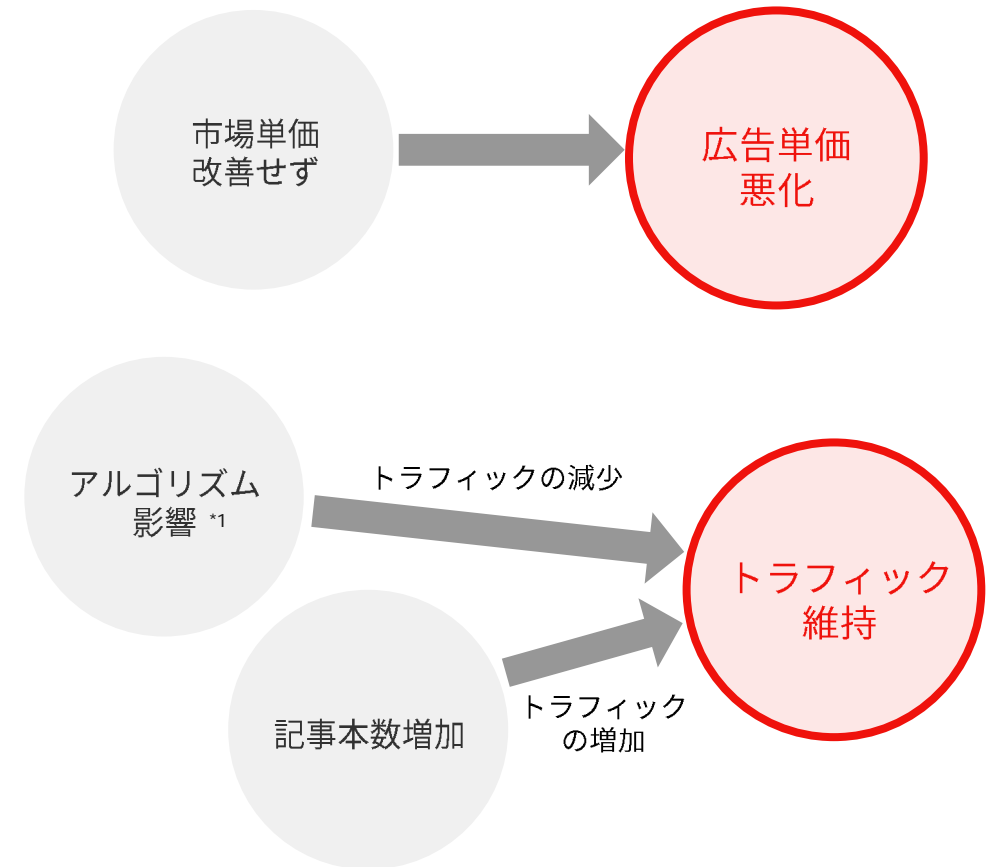 市場単価
改善せず
広告単価
悪化
アルゴリズム
影響 *1
トラフィックの減少
トラフィック
維持
記事本数増加
トラフィック
の増加